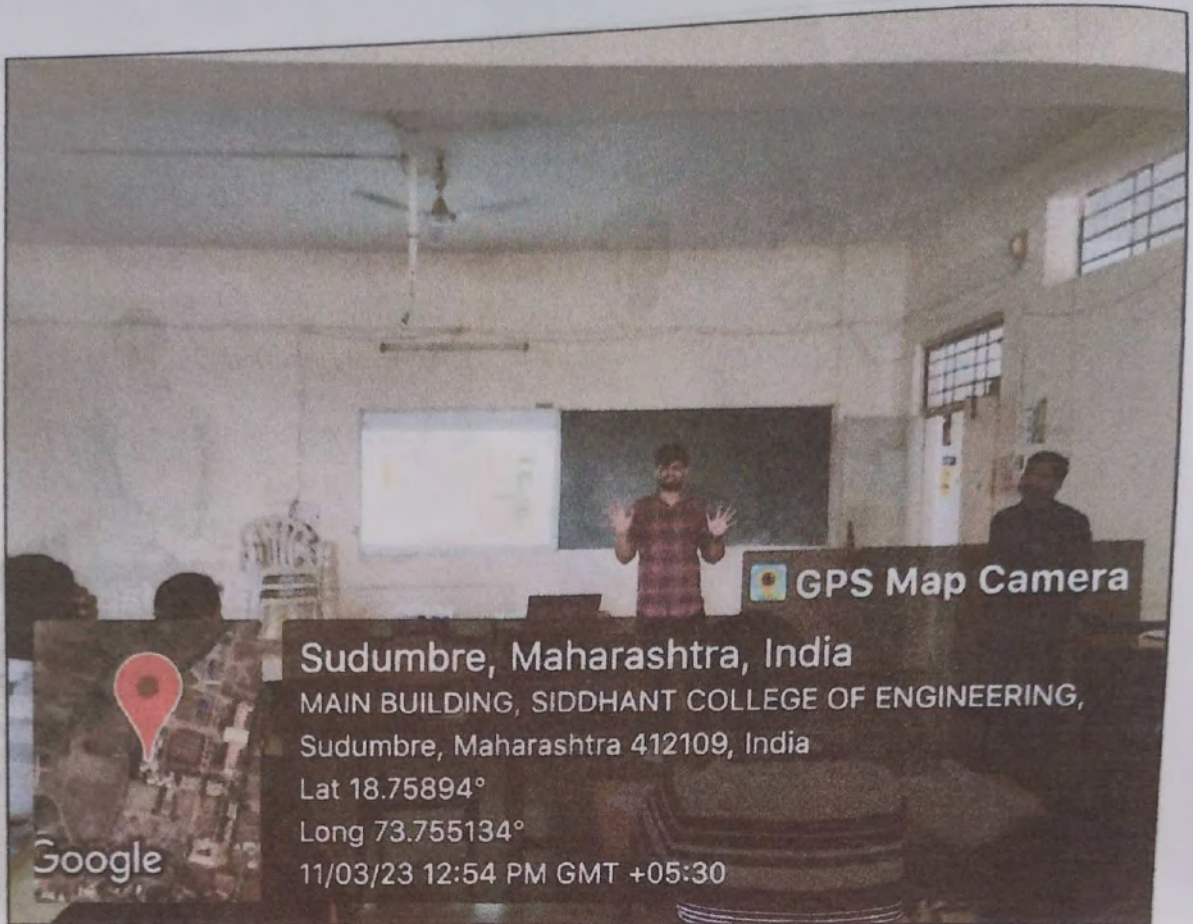 GPS Map Camera
Sudumbre, Maharashtra, India
MAIN BUILDING, SIDDHANT COLLEGE OF ENGINEERING,
Sudumbre, Maharashtra 412109, India
Lat 18.75894°
Long 73.755134°
11/03/23 12:54 PM GMT +05:30
Google